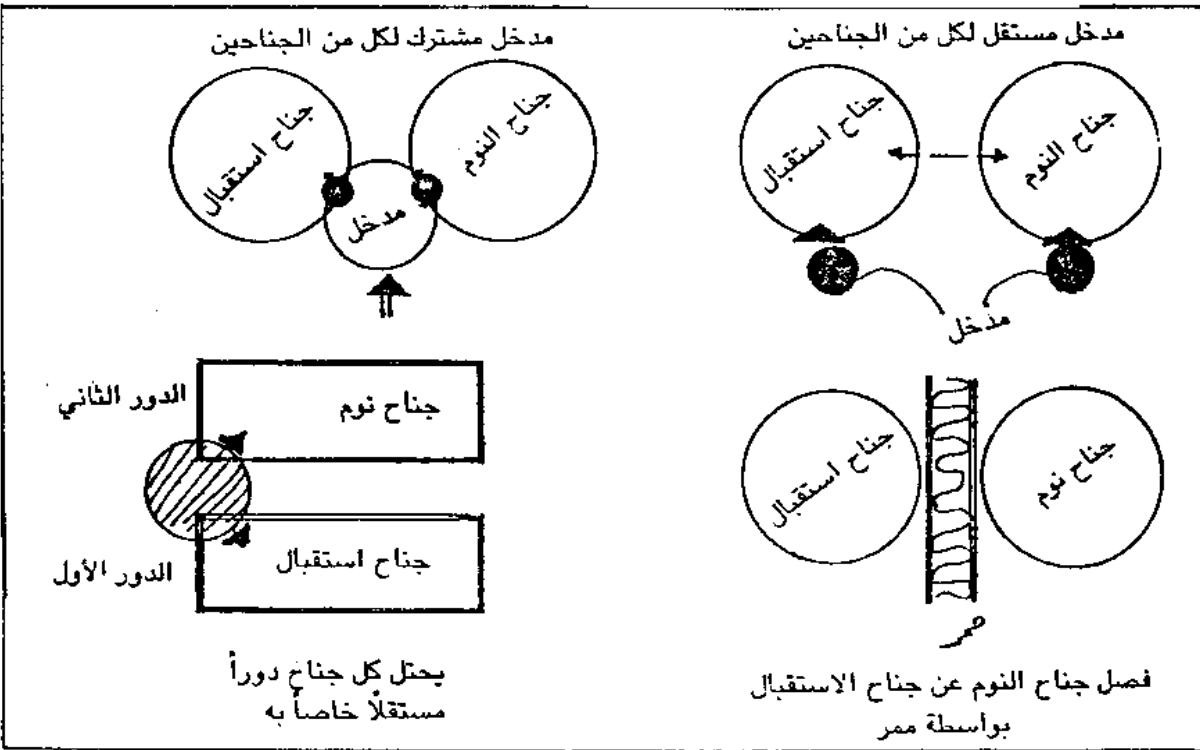 مدخل مستقل لكل من الجناحين
جناح النوم
جناح استقبال
مدخل
مدخل مشترك لكل من الجناحين
جناح النوم
جناح استقبال
مدخل
جناح نوم
جناح استقبال
ممر
فصل جناح النوم عن جناح الاستقبال
بواسطة ممر
جناح نوم
الدور الثاني
جناح استقبال
الدور الأول
يحتل كل جناح دوراً
مستقلاً خاصاً به